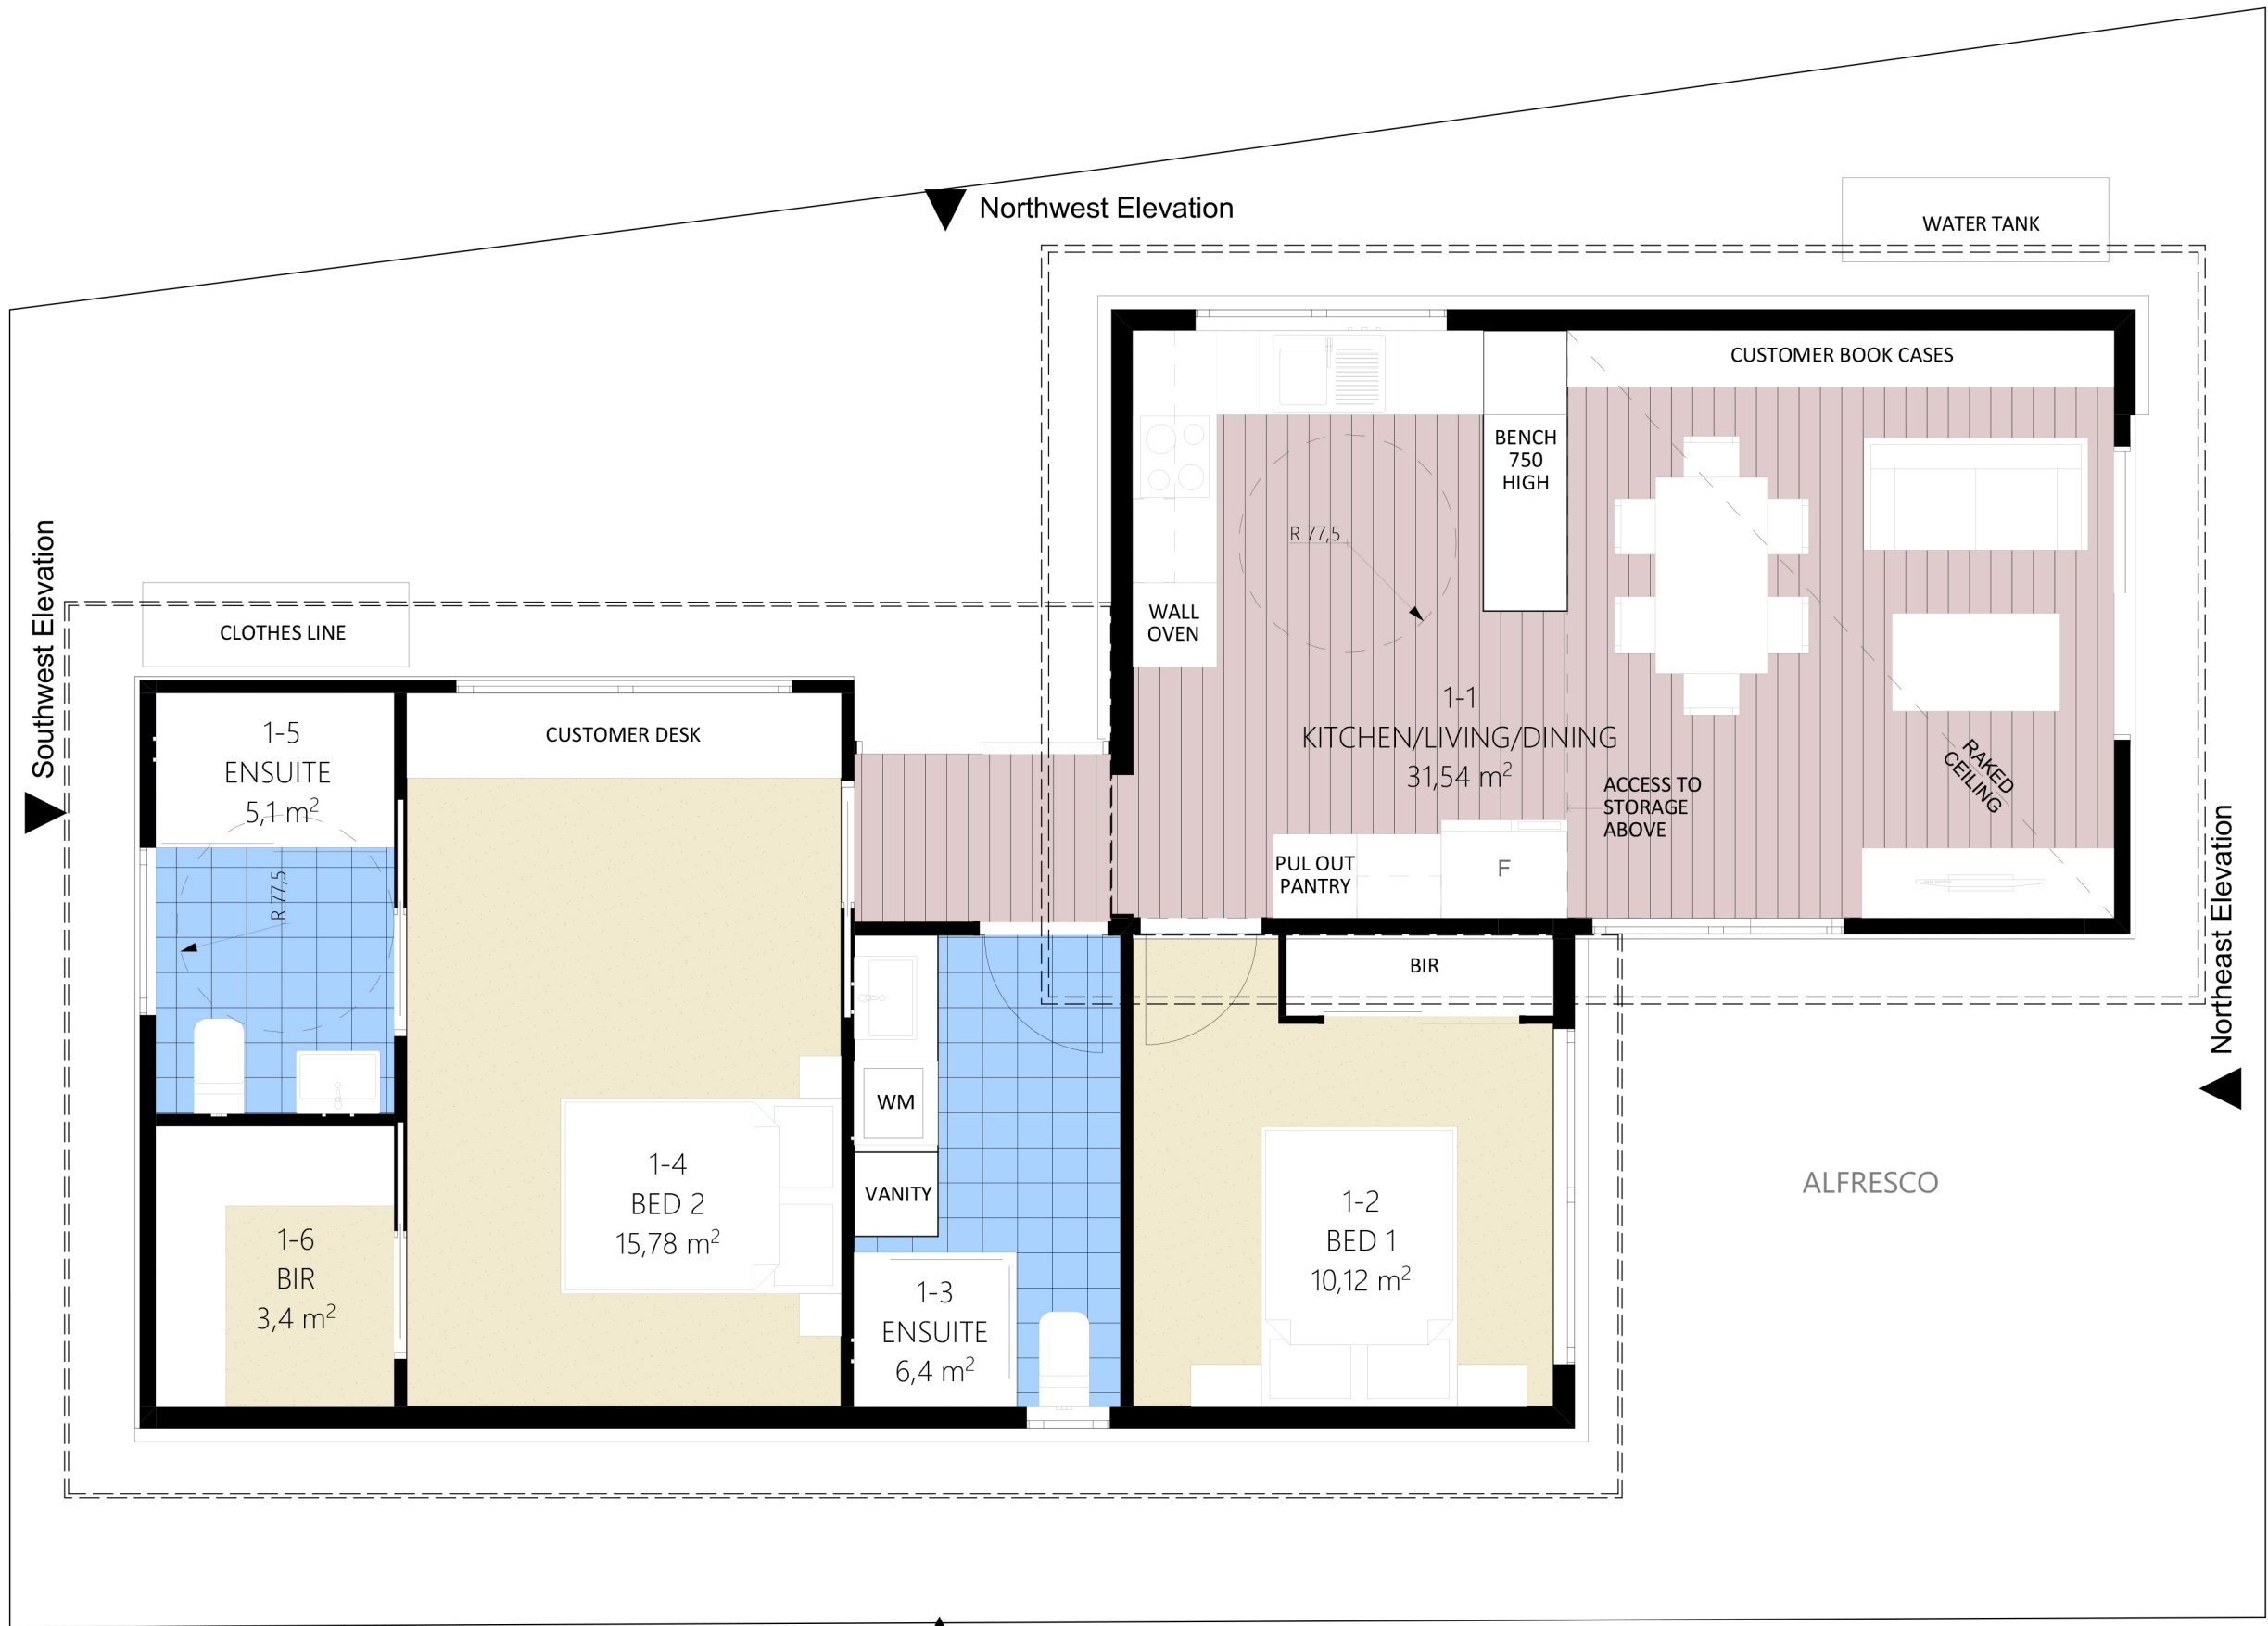 Northwest Elevation
WATER TANK
CUSTOMER BOOK CASES
BENCH
750
HIGH
R 77,5
WALL
OVEN
1-1
KITCHEN/LIVING/DINING
31,54 m²
ACCESS TO
STORAGE
ABOVE
RAKED
CEILING
PUL OUT
PANTRY
F
Southwest Elevation
CLOTHES LINE
CUSTOMER DESK
1-5
ENSUITE
5,1 m²
R 77,5
Northeast Elevation
BIR
WM
VANITY
1-4
BED 2
15,78 m²
1-2
BED 1
10,12 m²
ALFRESCO
1-6
BIR
3,4 m²
1-3
ENSUITE
6,4 m²